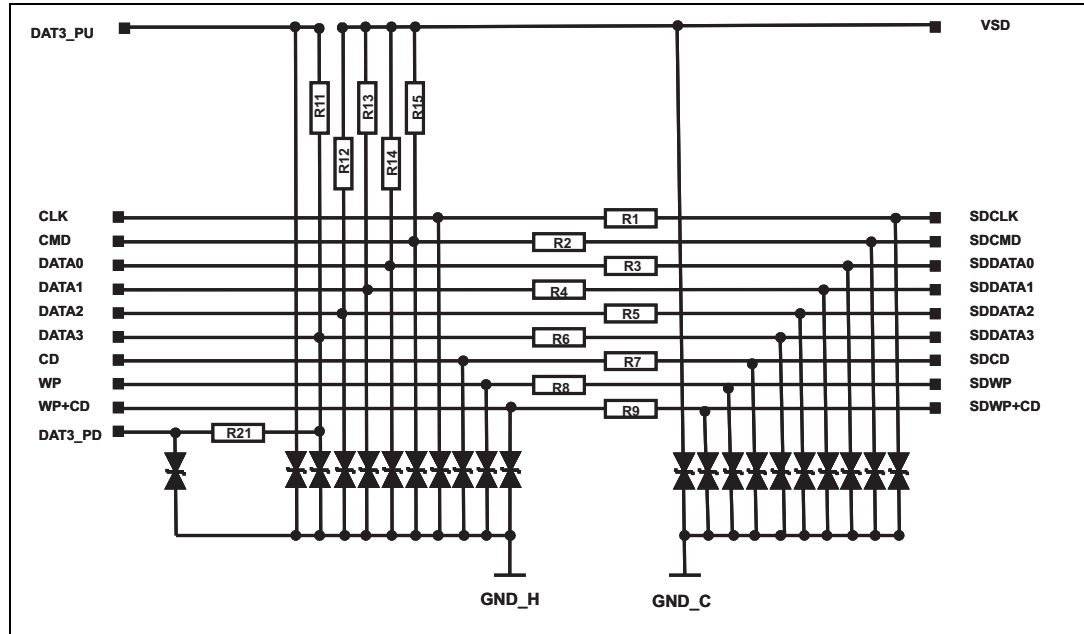 DAT3_PU VSD
R11 R13 R15
R12 R14
CLK R1 SDCLK
CMD R2 SDCMD
DATA0 R3 SDDATA0
DATA1 R4 SDDATA1
DATA2 R5 SDDATA2
DATA3 R6 SDDATA3
CD R7 SDCD
WP R8 SDWP
WP+CD R9 SDWP+CD
DAT3_PD R21
GND_H GND_C